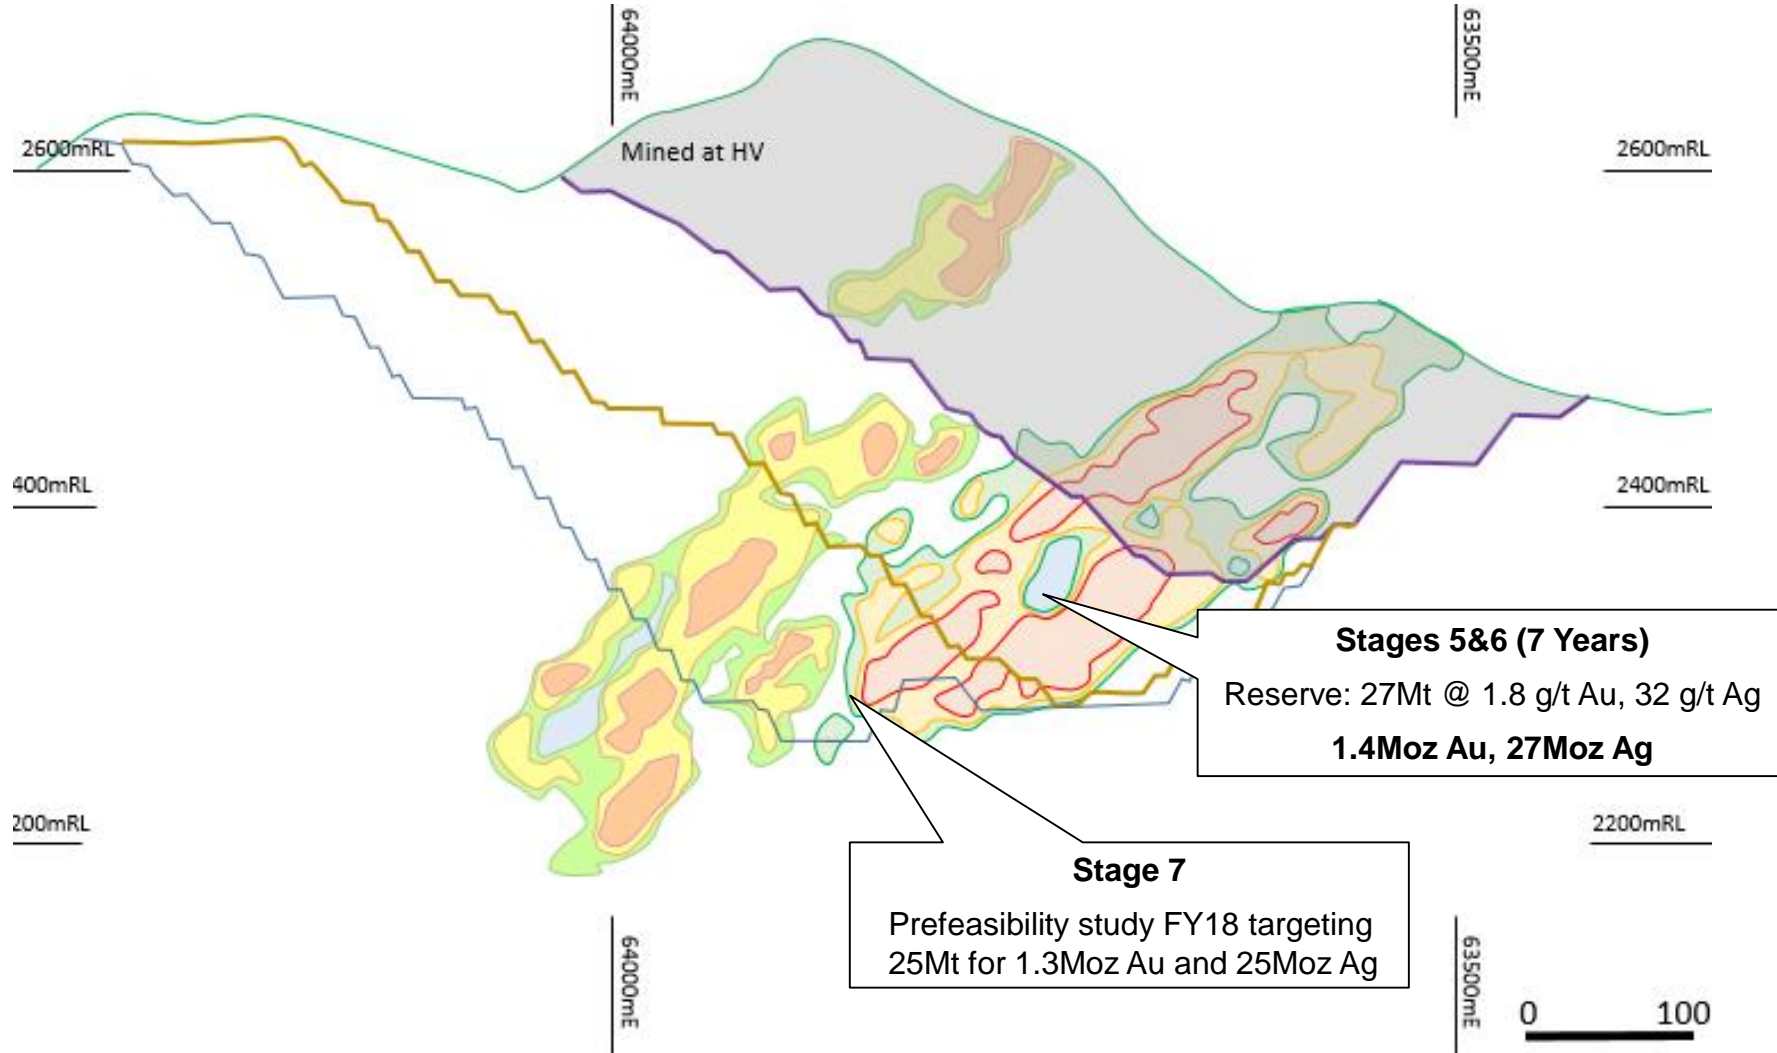 64000mE
63500mE
2600mRL
Mined at HV
2600mRL
400mRL
2400mRL
Stages 5&6 (7 Years)
Reserve: 27Mt @ 1.8 g/t Au, 32 g/t Ag
1.4Moz Au, 27Moz Ag
200mRL
2200mRL
Stage 7
Prefeasibility study FY18 targeting
25Mt for 1.3Moz Au and 25Moz Ag
64000mE
63500mE
0 100